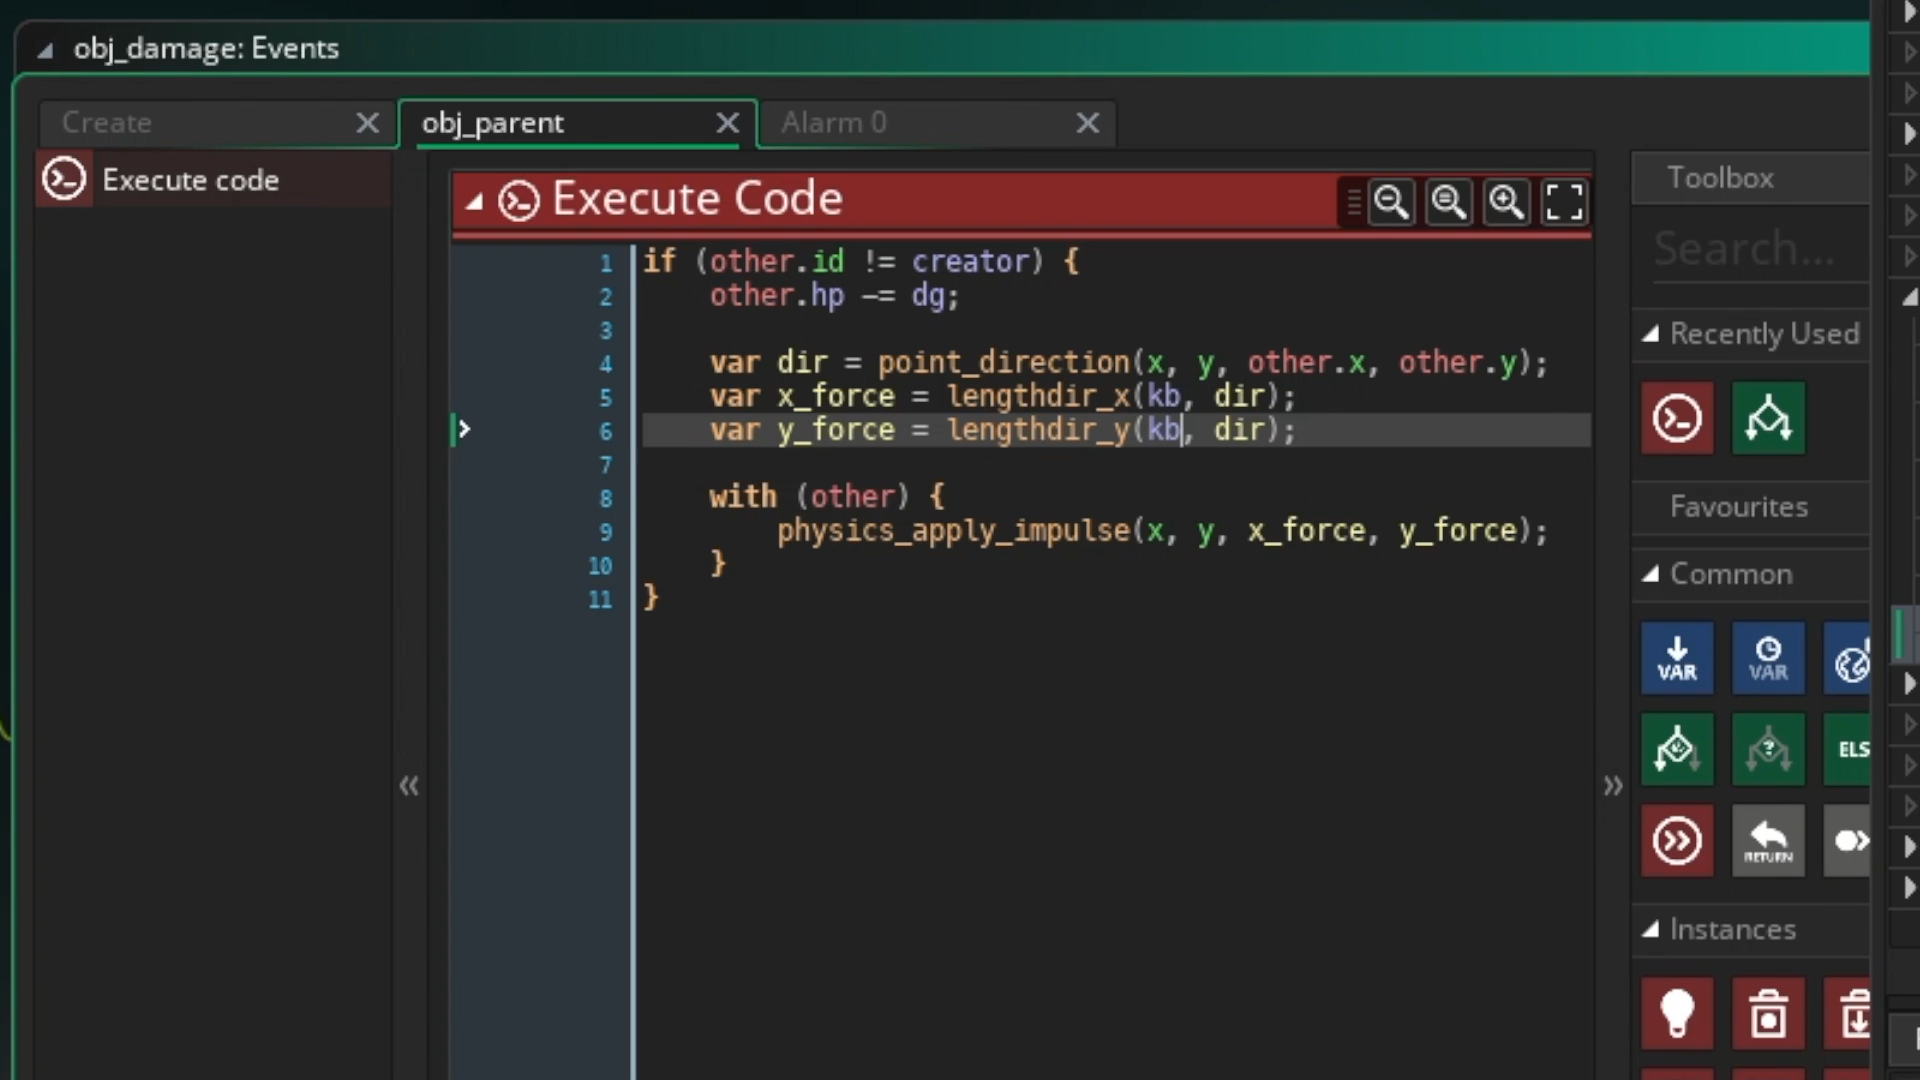 obj_damage: Events
Create
obj_parent
Alarm 0
Execute code
Execute Code
1 if (other.id != creator) {
2 other.hp -= dg;
3
4 var dir = point_direction(x, y, other.x, other.y);
5 var x_force = lengthdir_x(kb, dir);
6 var y_force = lengthdir_y(kb, dir);
7
8 with (other) {
9 physics_apply_impulse(x, y, x_force, y_force);
10 }
11 }
Toolbox
Search...
Recently Used
Favourites
Common
VAR
VAR
ELS
RETURN
Instances